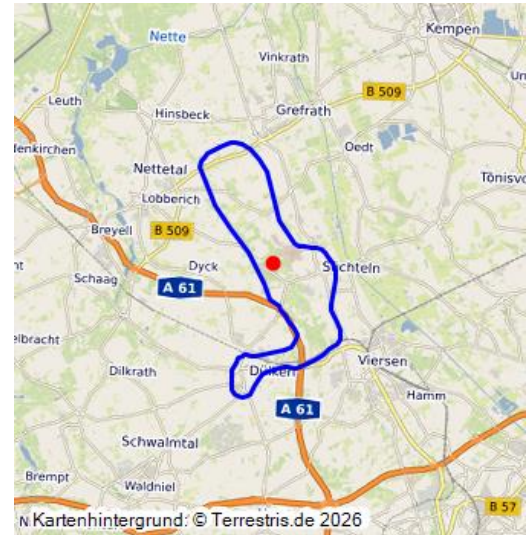 Kempen
Nette
Vinkrath
B 509
Leuth
Hinsbeck
Grefrath
Oedt
Nettetal
Tönisvo
Lobberich
Breyell
B 509
Dyck
Süchteln
Schaag
A 61
Dilkrath
Dülken
Viersen
Hamm
A 61
Schwalmtal
Brempt
Waldniel
B 57
Kartenhintergrund: © Terrestris.de 2026